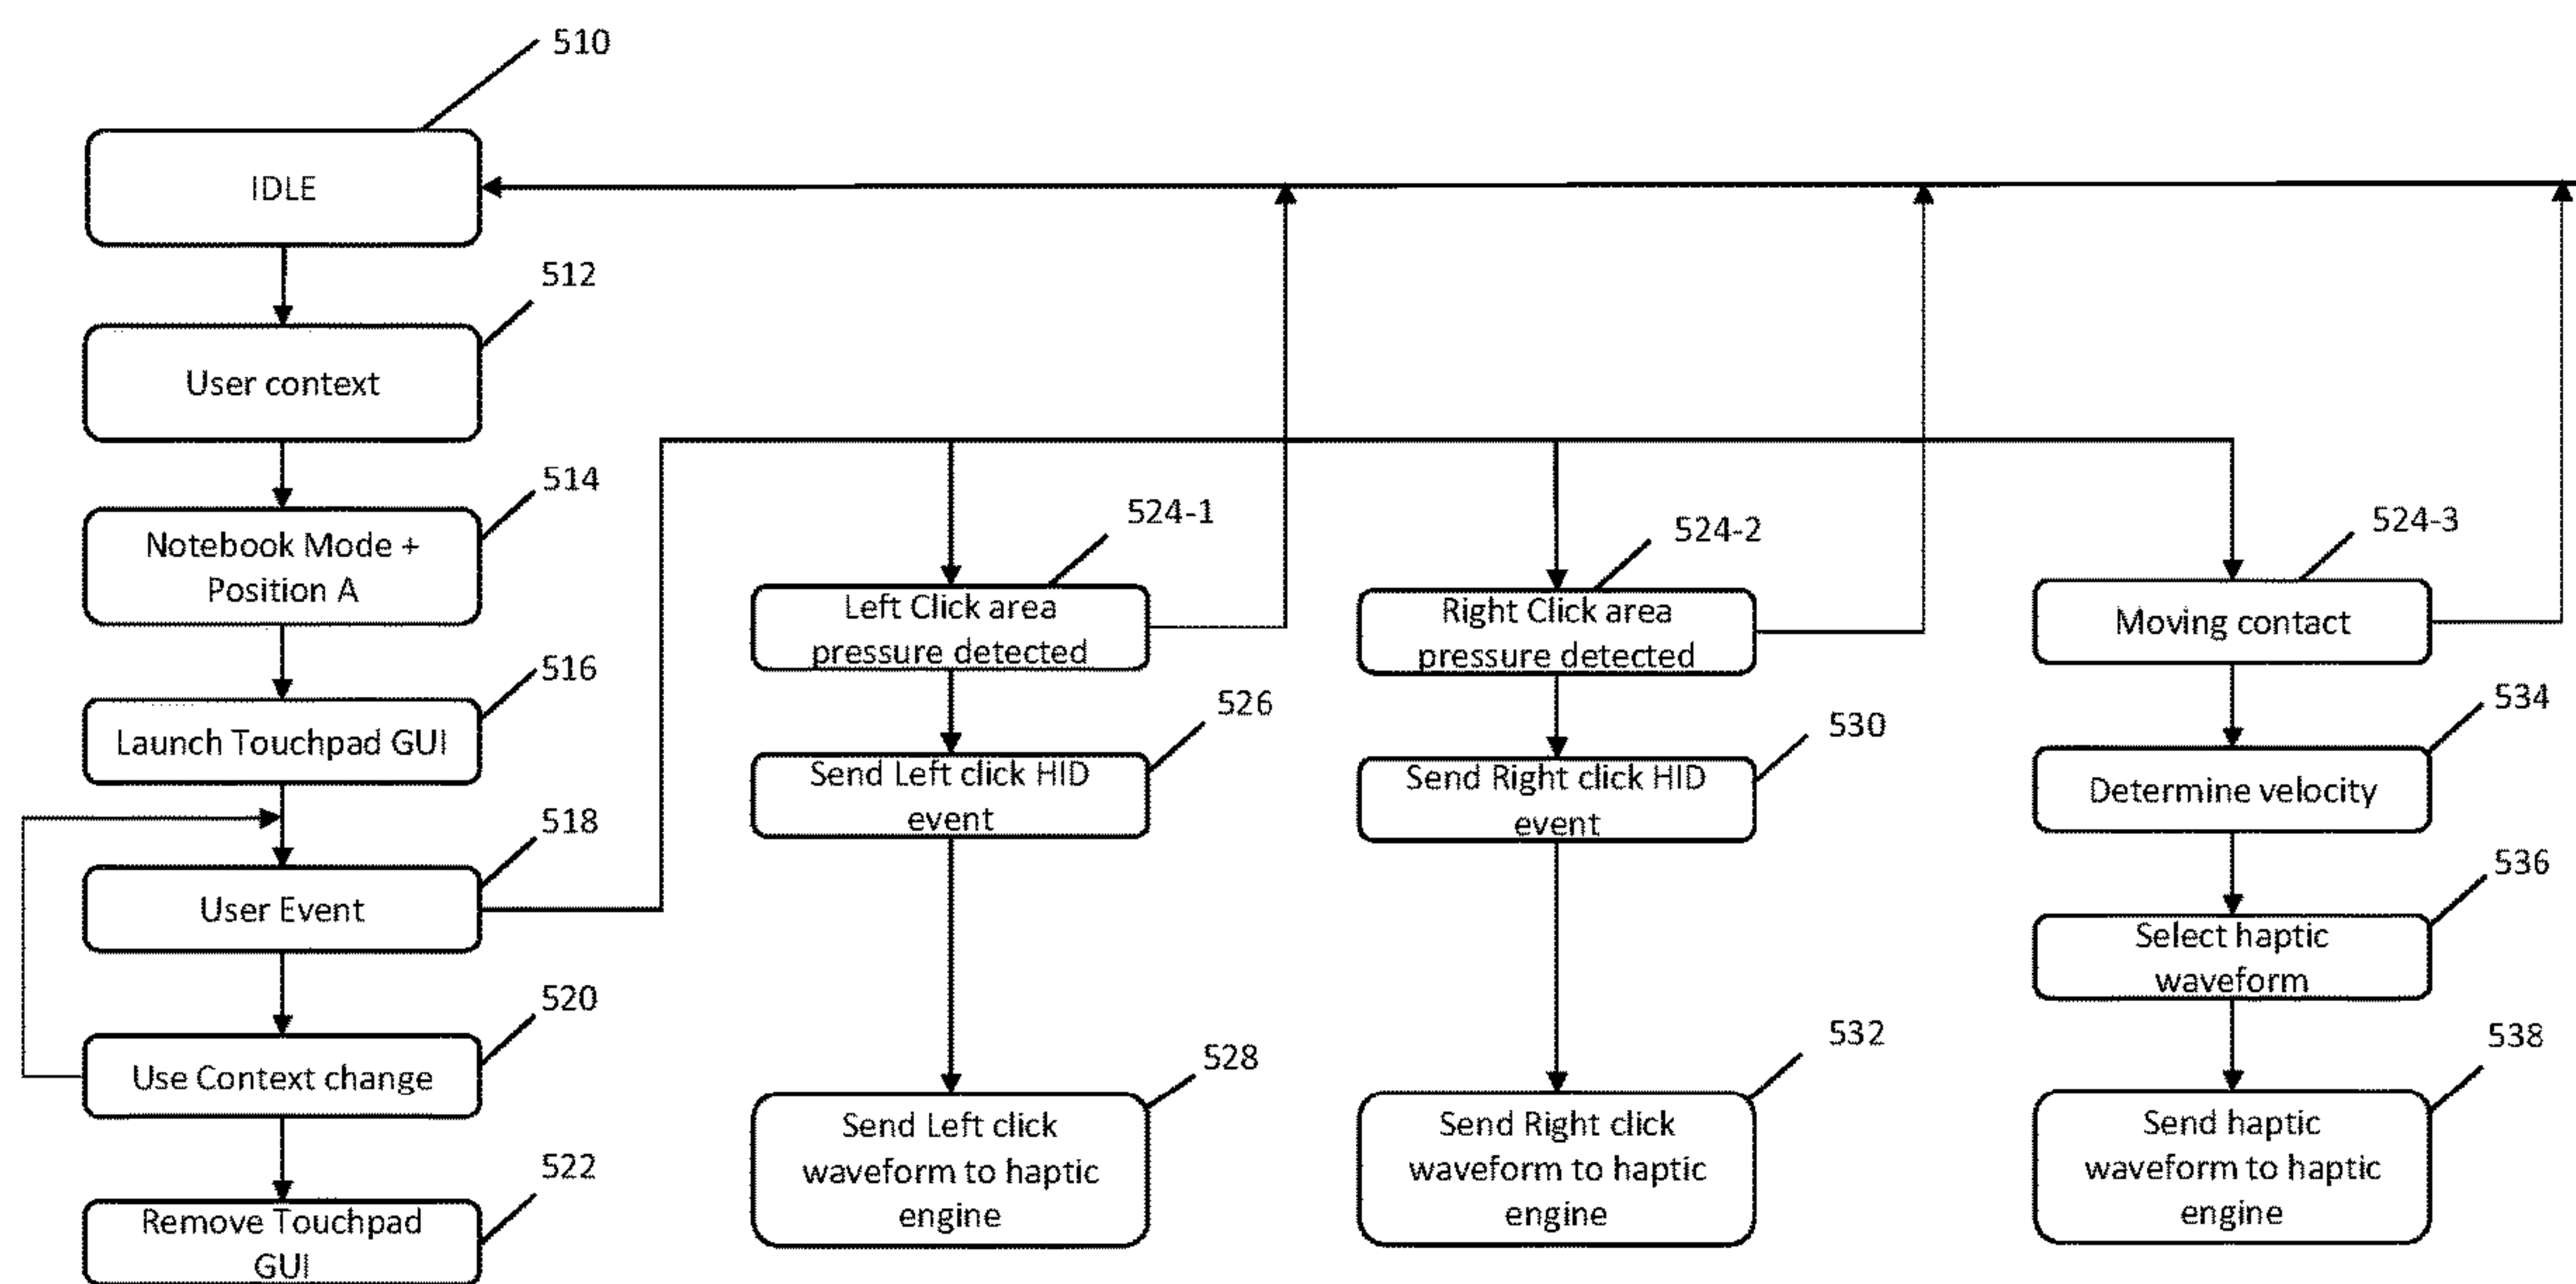 510
IDLE
512
User context
514
Notebook Mode +
Position A
516
Launch Touchpad GUI
518
User Event
520
Use Context change
522
Remove Touchpad
GUI
524-1
Left Click area
pressure detected
526
Send Left click HID
event
528
Send Left click
waveform to haptic
engine
524-2
Right Click area
pressure detected
530
Send Right click HID
event
532
Send Right click
waveform to haptic
engine
524-3
Moving contact
534
Determine velocity
536
Select haptic
waveform
538
Send haptic
waveform to haptic
engine